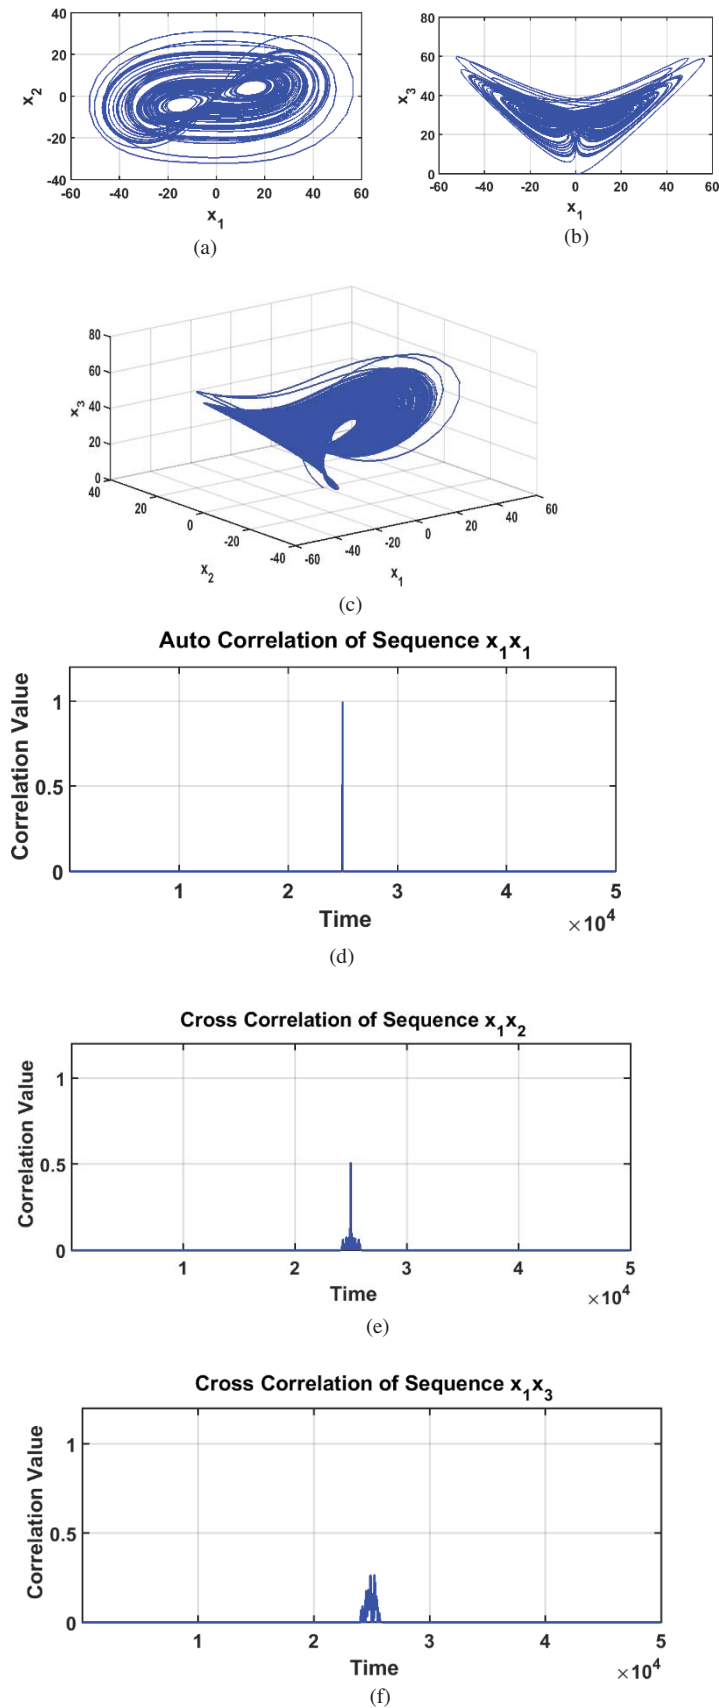 40
20
0
-20
-40
x2
-60 -40 -20 0 20 40 60
x1
(a)
80
60
40
20
0
x3
-60 -40 -20 0 20 40 60
x1
(b)
80
60
40
20
0
x3
40 20 0 -20 -40
x2
-60 -40 -20 0 20 40 60
x1
(c)
Auto Correlation of Sequence x1x1
Correlation Value
1
0.5
0
1 2 3 4 5
Time
×10^4
(d)
Cross Correlation of Sequence x1x2
Correlation Value
1
0.5
0
1 2 3 4 5
Time
×10^4
(e)
Cross Correlation of Sequence x1x3
Correlation Value
1
0.5
0
1 2 3 4 5
Time
×10^4
(f)